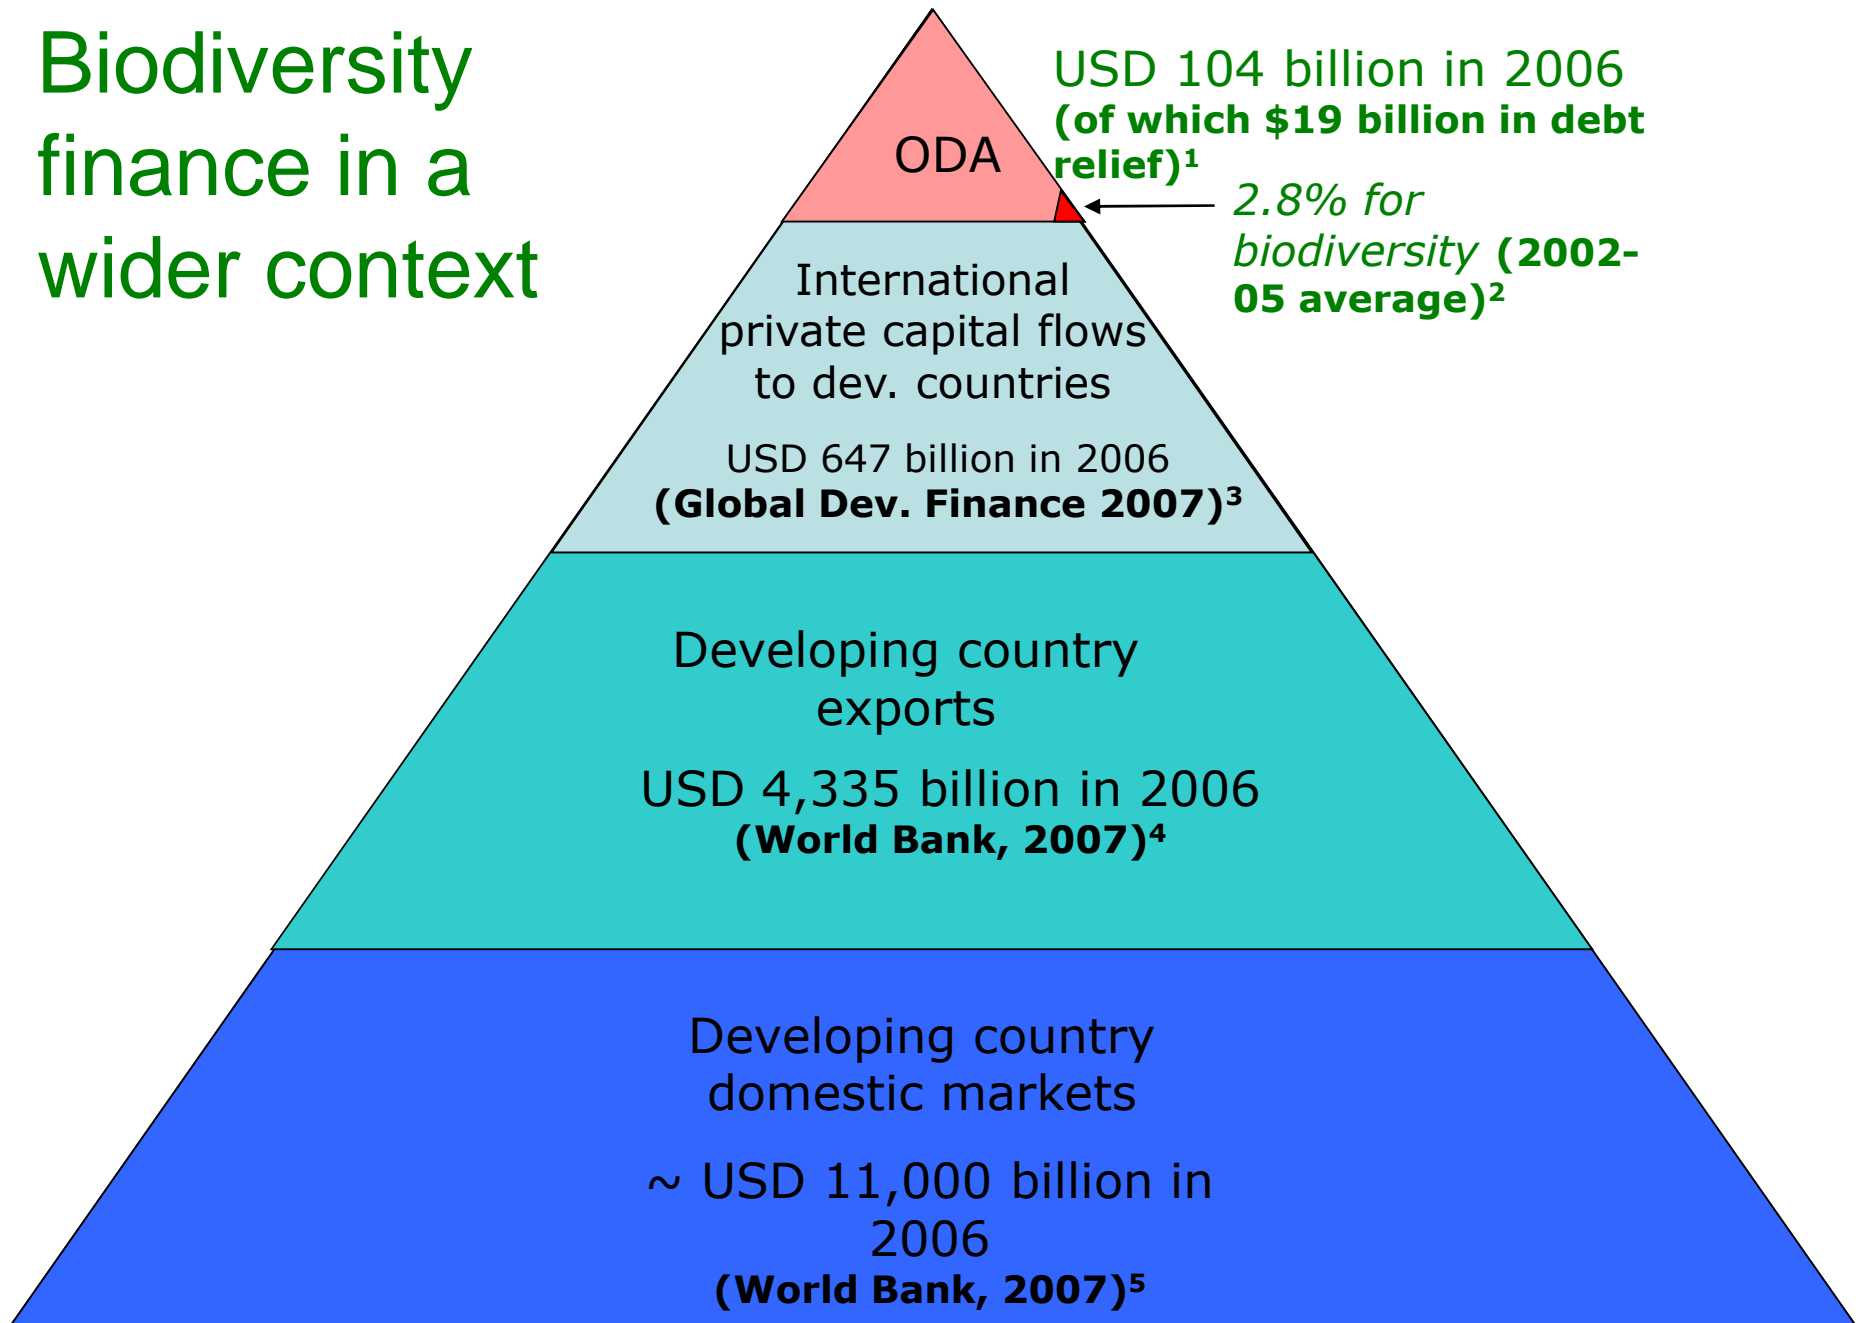 Biodiversity
finance in a
wider context
USD 104 billion in 2006
(of which $19 billion in debt
relief)¹
ODA
2.8% for
biodiversity (2002-
05 average)²
International
private capital flows
to dev. countries
USD 647 billion in 2006
(Global Dev. Finance 2007)³
Developing country
exports
USD 4,335 billion in 2006
(World Bank, 2007)⁴
Developing country
domestic markets
~ USD 11,000 billion in
2006
(World Bank, 2007)⁵